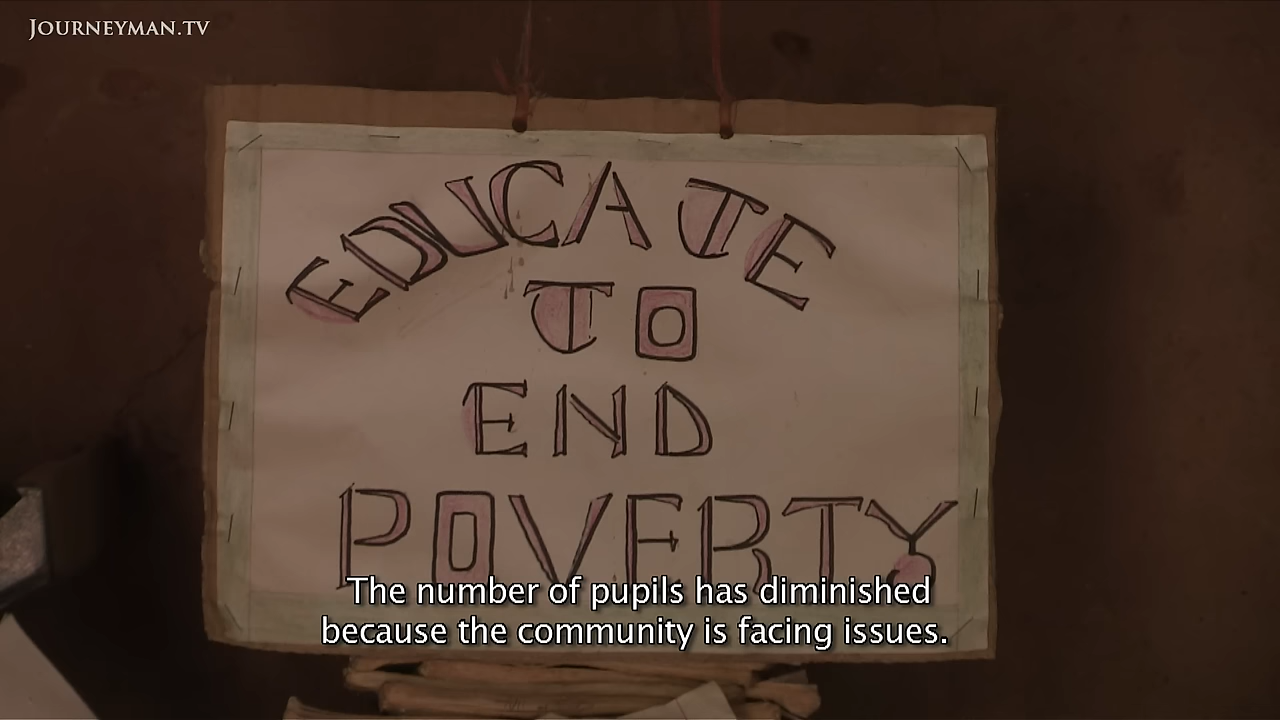 JOURNEYMAN.TV
EDUCATE
TO
END
POVERTY
The number of pupils has diminished
because the community is facing issues.